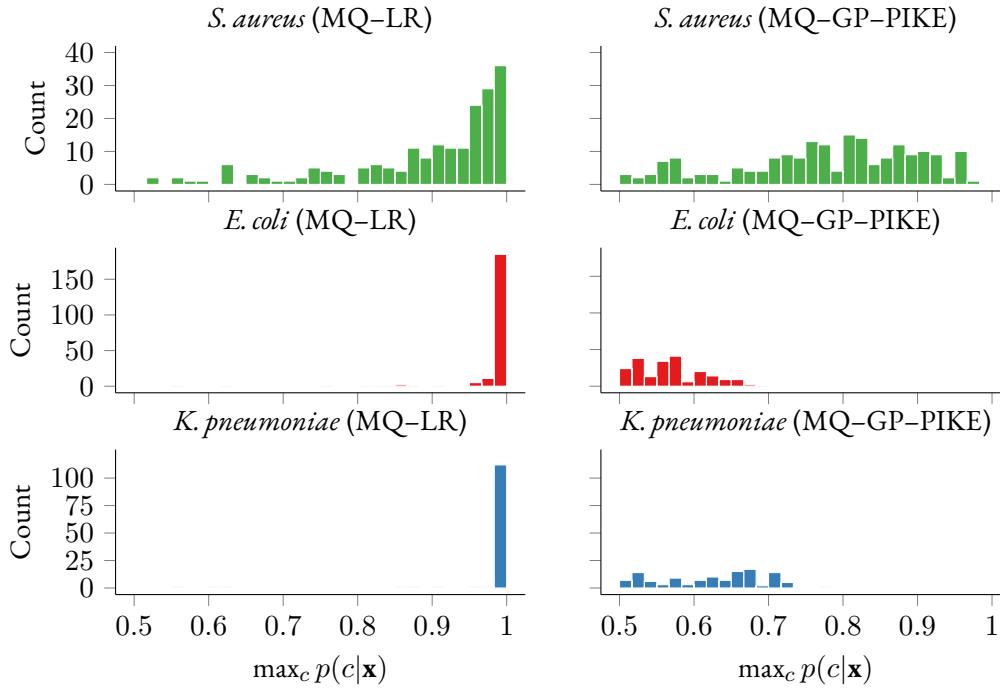 S. aureus (MQ–LR)
S. aureus (MQ–GP–PIKE)
40
30
20
10
0
Count
E. coli (MQ–LR)
E. coli (MQ–GP–PIKE)
150
100
50
0
Count
K. pneumoniae (MQ–LR)
K. pneumoniae (MQ–GP–PIKE)
100
75
50
25
0
Count
0.5 0.6 0.7 0.8 0.9 1
0.5 0.6 0.7 0.8 0.9 1
max_c p(c|x)
max_c p(c|x)